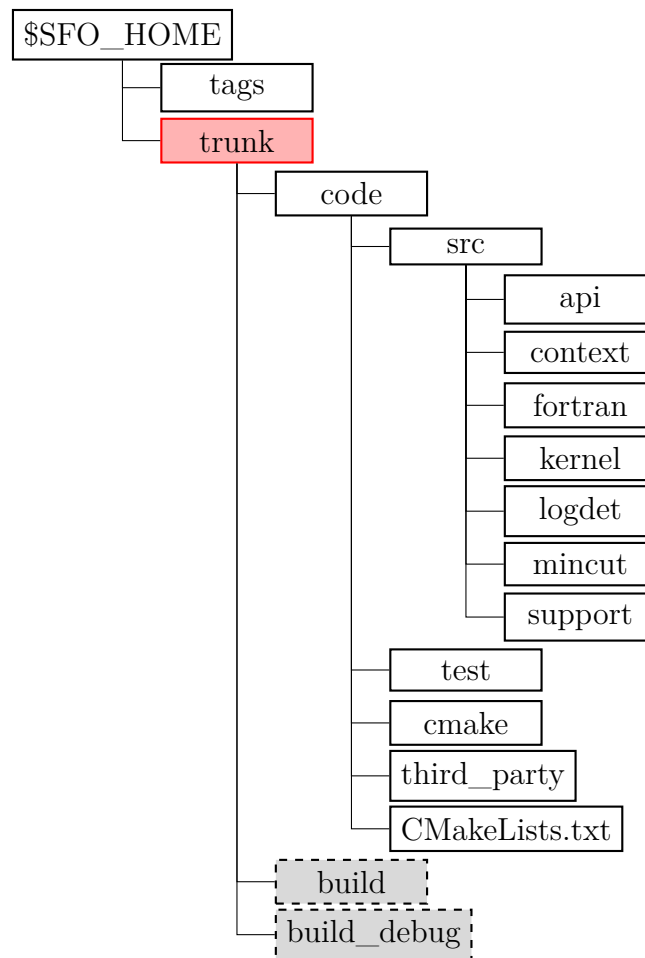 $SFO_HOME
tags
trunk
code
src
api
context
fortran
kernel
logdet
mincut
support
test
cmake
third_party
CMakeLists.txt
build
build_debug